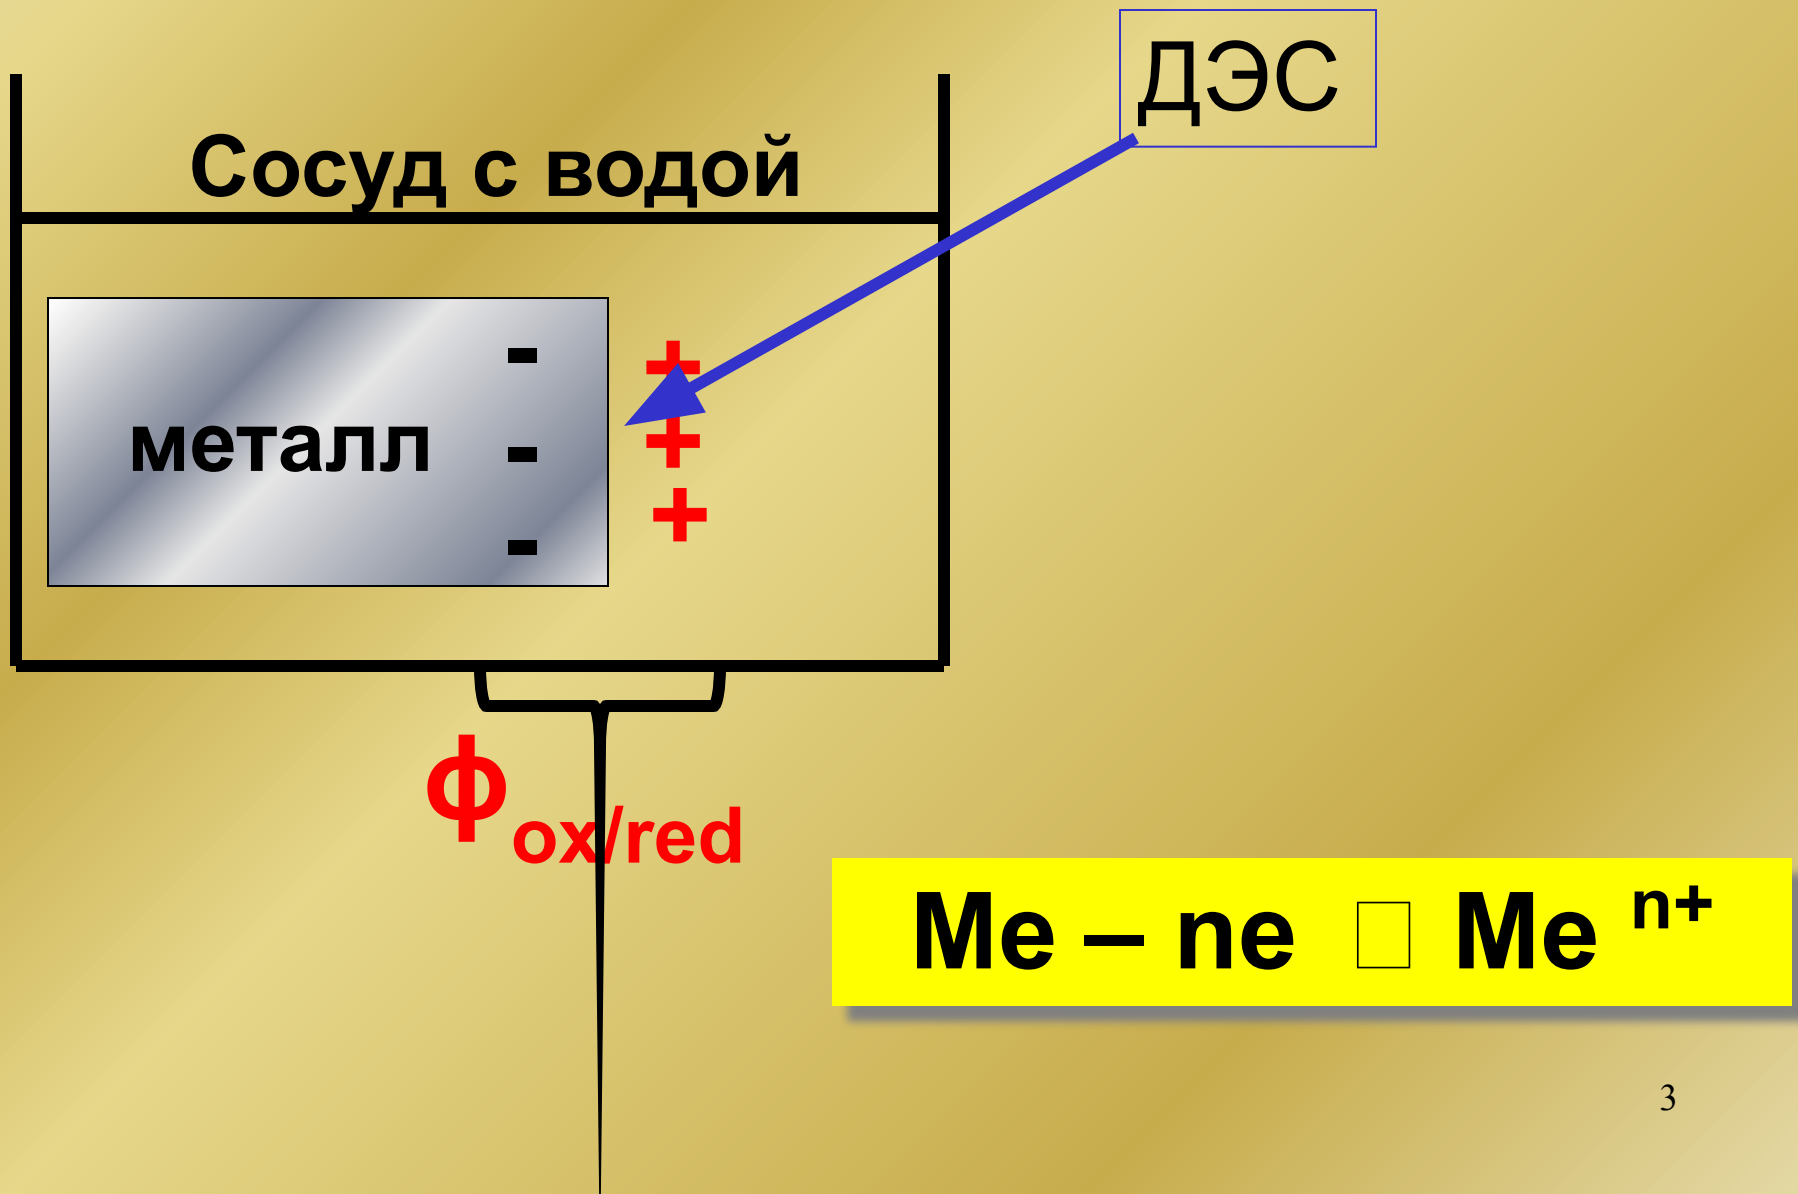 ДЭС
Сосуд с водой
металл
-
-
-
+
+
+
φox/red
Me – ne □ Me n+
3